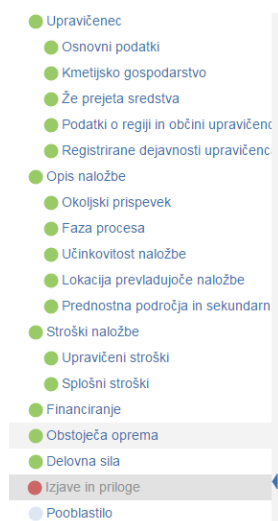 Upravičenec
Osnovni podatki
Kmetijsko gospodarstvo
Že prejeta sredstva
Podatki o regiji in občini upravičenc
Registrirane dejavnosti upravičenc
Opis naložbe
Okoljski prispevek
Faza procesa
Učinkovitost naložbe
Lokacija prevladujoče naložbe
Prednostna področja in sekundarn
Stroški naložbe
Upravičeni stroški
Splošni stroški
Financiranje
Obstoječa oprema
Delovna sila
Izjave in priloge
Pooblastilo